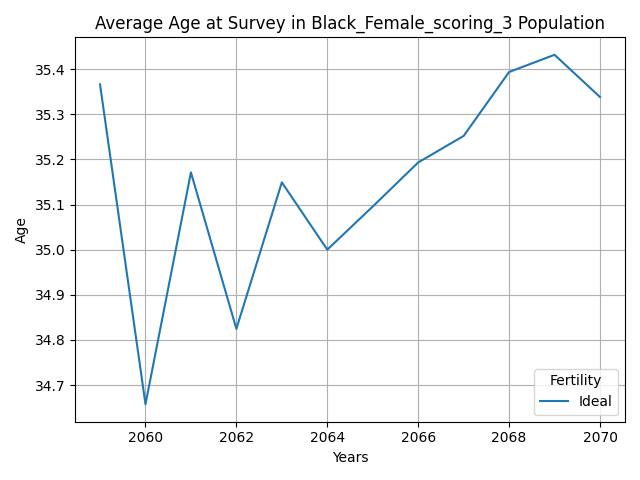 Average Age at Survey in Black_Female_scoring_3 Population
Age
35.4
35.3
35.2
35.1
35.0
34.9
34.8
34.7
2060 2062 2064 2066 2068 2070
Years
Fertility
Ideal